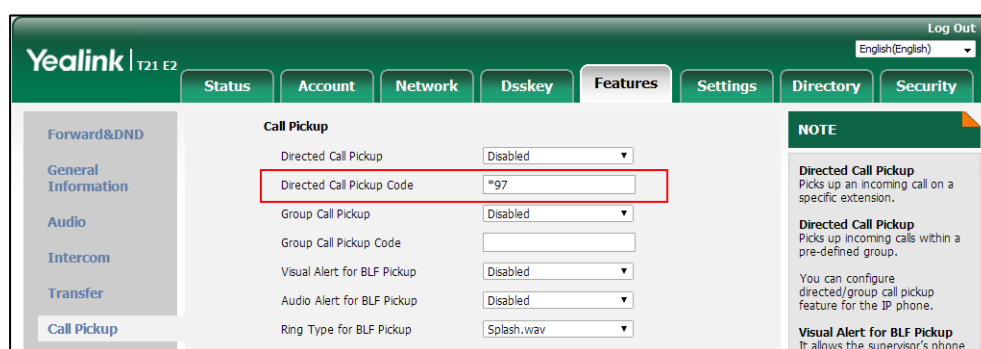 Log Out
English(English)
Yealink | T21 E2
Status Account Network Dsskey Features Settings Directory Security
Forward&DND
General
Information
Audio
Intercom
Transfer
Call Pickup
Call Pickup
Directed Call Pickup Disabled
Directed Call Pickup Code *97
Group Call Pickup Disabled
Group Call Pickup Code
Visual Alert for BLF Pickup Disabled
Audio Alert for BLF Pickup Disabled
Ring Type for BLF Pickup Splash.wav
NOTE
Directed Call Pickup
Picks up an incoming call on a
specific extension.
Directed Call Pickup
Picks up incoming calls within a
pre-defined group.
You can configure
directed/group call pickup
feature for the IP phone.
Visual Alert for BLF Pickup
It allows the supervisor's phone